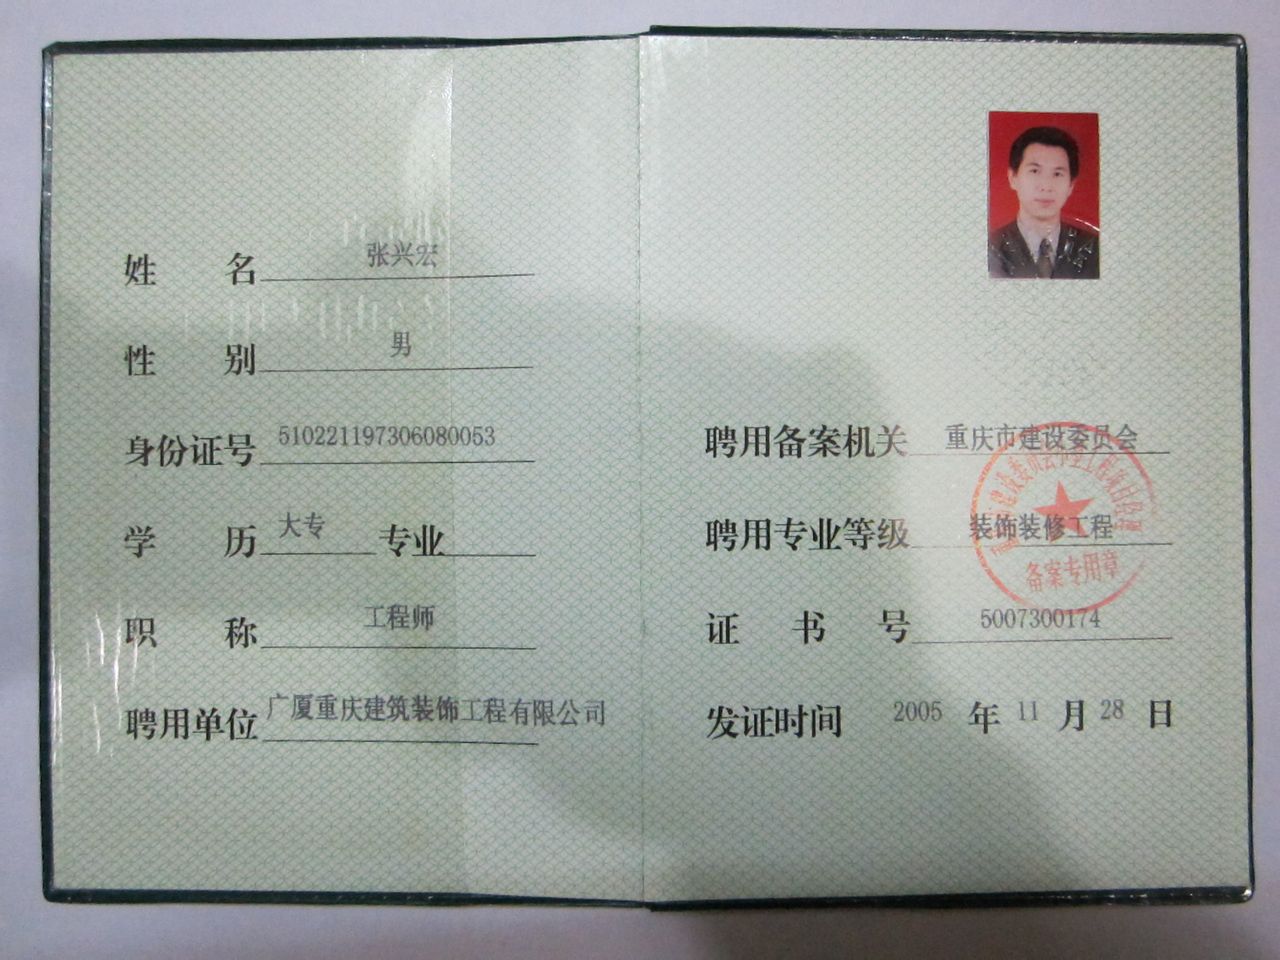 姓 名 张兴宏
性 别 男
身份证号 510221197306080053
学 历 大专 专业
职 称 工程师
聘用单位 广厦重庆建筑装饰工程有限公司
聘用备案机关 重庆市建设委员会
聘用专业等级 装饰装修工程
证 书 号 5007300174
发证时间 2005 年 11 月 28 日
备案专用章